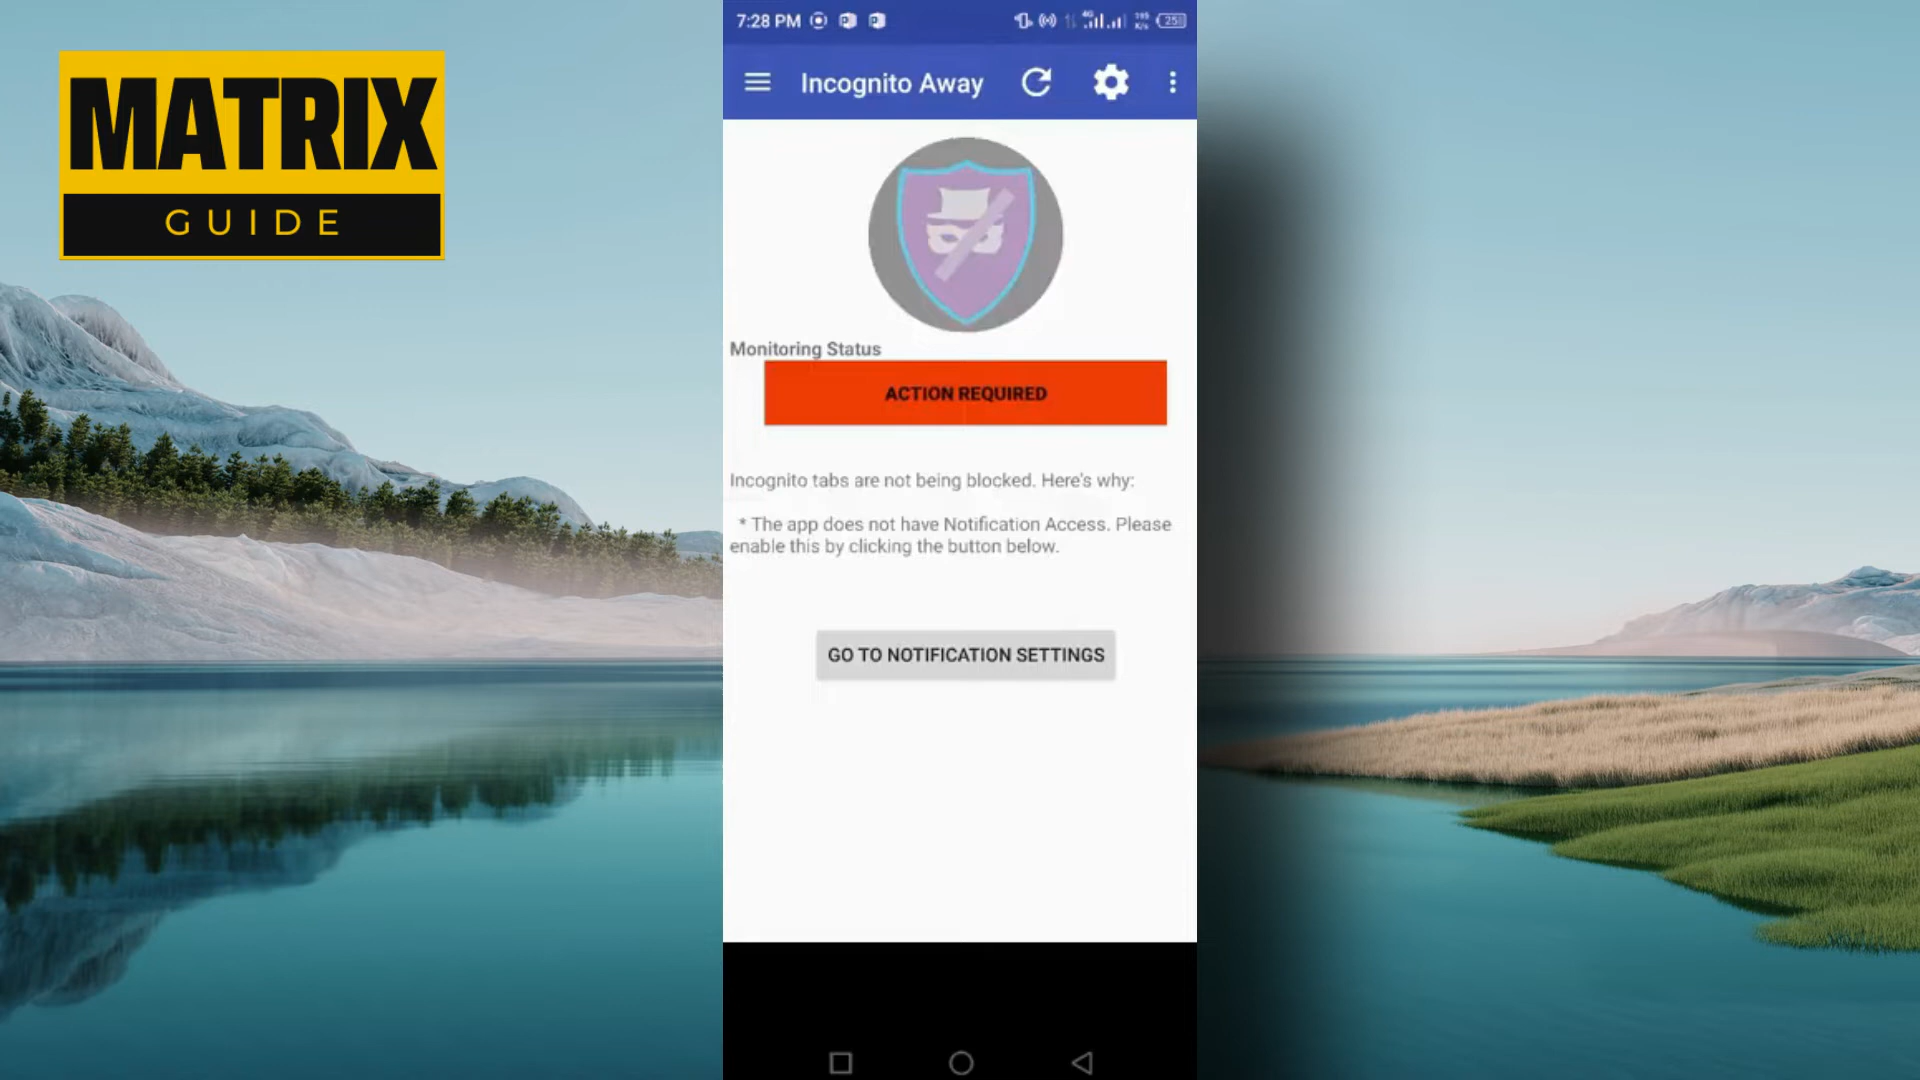 MATRIX
GUIDE
7:28 PM
4G
25
Incognito Away
Monitoring Status
ACTION REQUIRED
Incognito tabs are not being blocked. Here's why:
* The app does not have Notification Access. Please
enable this by clicking the button below.
GO TO NOTIFICATION SETTINGS